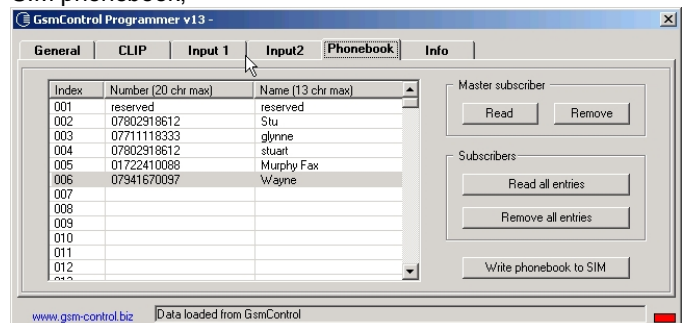 SIM phonebook,
GsmControl Programmer v13 -
General CLIP Input 1 Input2 Phonebook Info
Index Number (20 chr max) Name (13 chr max)
001 reserved reserved
002 07802918612 Stu
003 07711118333 glynne
004 07802918612 stuart
005 01722410088 Murphy Fax
006 07941670097 Wayne
007
008
009
010
011
012
013
Master subscriber
Read Remove
Subscribers
Read all entries
Remove all entries
Write phonebook to SIM
www.gsm-control.biz Data loaded from GsmControl